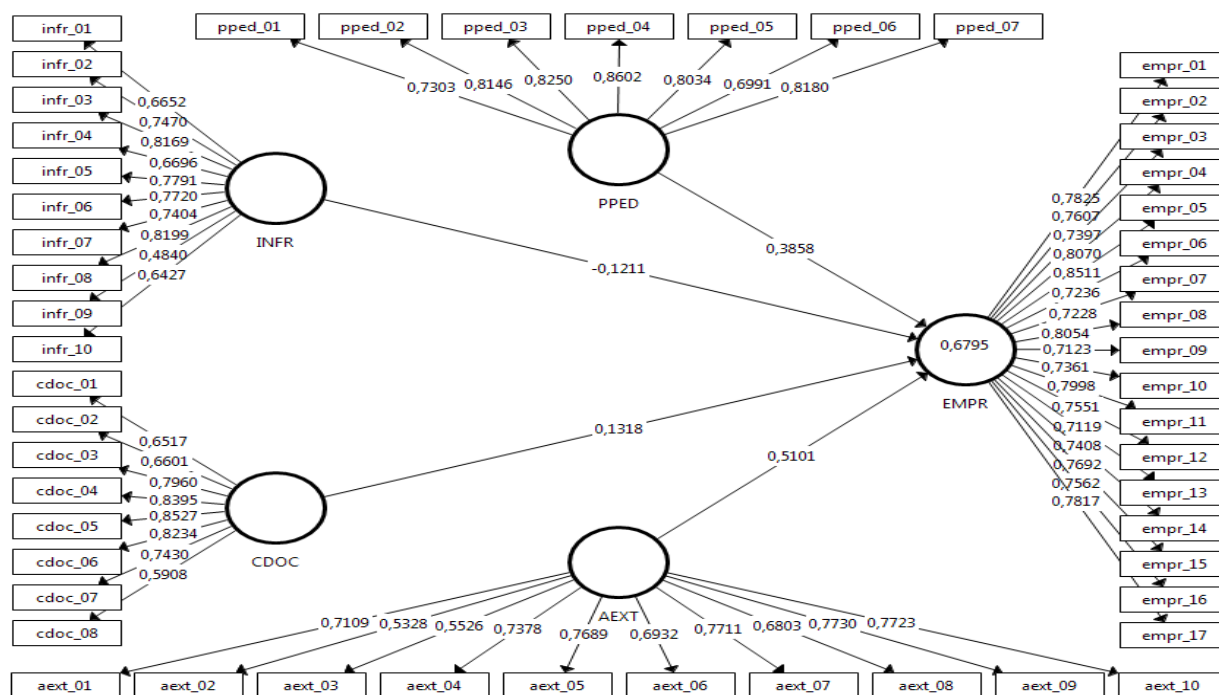 infr_01
infr_02
infr_03
infr_04
infr_05
infr_06
infr_07
infr_08
infr_09
infr_10
0,6652
0,7470
0,8169
0,6696
0,7791
0,7720
0,7404
0,8199
0,4840
0,6427
INFR
pped_01
pped_02
pped_03
pped_04
pped_05
pped_06
pped_07
0,7303
0,8146
0,8250
0,8602
0,8034
0,6991
0,8180
PPED
0,3858
-0,1211
0,1318
0,5101
cdoc_01
cdoc_02
cdoc_03
cdoc_04
cdoc_05
cdoc_06
cdoc_07
cdoc_08
0,6517
0,6601
0,7960
0,8395
0,8527
0,8234
0,7430
0,5908
CDOC
AEXT
0,7109
0,5328
0,5526
0,7378
0,7689
0,6932
0,7711
0,6803
0,7730
0,7723
aext_01
aext_02
aext_03
aext_04
aext_05
aext_06
aext_07
aext_08
aext_09
aext_10
0,6795
EMPR
0,7825
0,7607
0,7397
0,8070
0,8511
0,7236
0,7228
0,8054
0,7123
0,7361
0,7998
0,7551
0,7119
0,7408
0,7692
0,7562
0,7817
empr_01
empr_02
empr_03
empr_04
empr_05
empr_06
empr_07
empr_08
empr_09
empr_10
empr_11
empr_12
empr_13
empr_14
empr_15
empr_16
empr_17